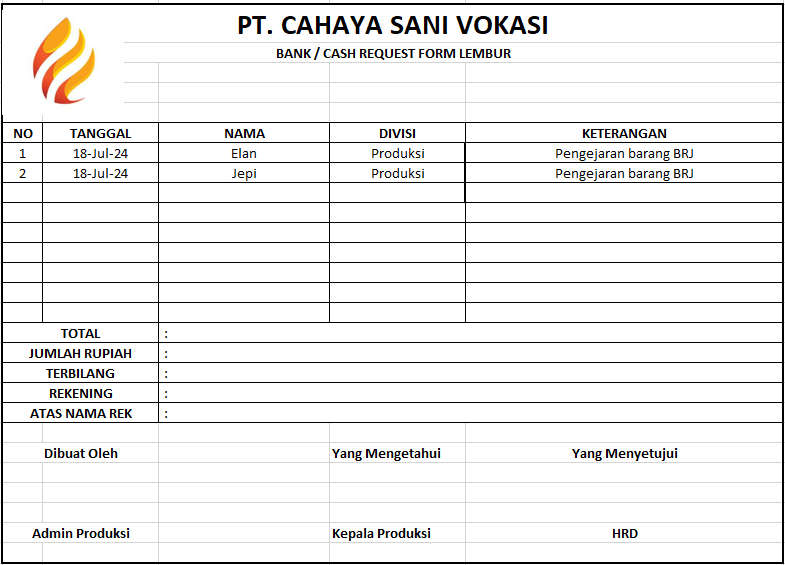 PT. CAHAYA SANI VOKASI
BANK / CASH REQUEST FORM LEMBUR
NO TANGGAL NAMA DIVISI KETERANGAN
1 18-Jul-24 Elan Produksi Pengejaran barang BRJ
2 18-Jul-24 Jepi Produksi Pengejaran barang BRJ
TOTAL :
JUMLAH RUPIAH :
TERBILANG :
REKENING :
ATAS NAMA REK :
Dibuat Oleh Yang Mengetahui Yang Menyetujui
Admin Produksi Kepala Produksi HRD